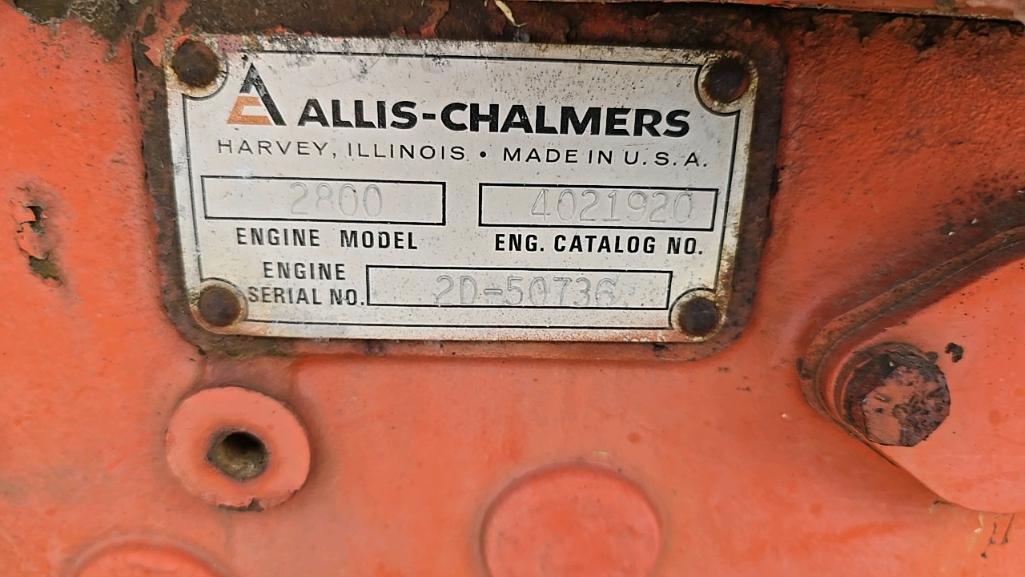 ALLIS-CHALMERS
HARVEY, ILLINOIS • MADE IN U.S.A.
2800 4021920
ENGINE MODEL ENG. CATALOG NO.
ENGINE
SERIAL NO. 2D-50736